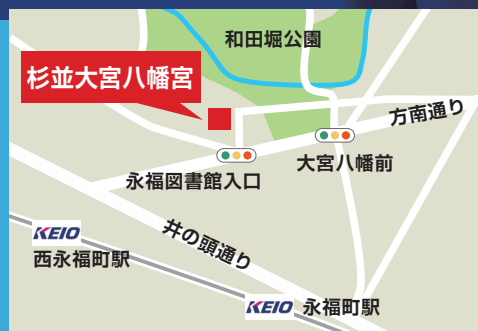 和田堀公園
杉並大宮八幡宮
方南通り
大宮八幡前
永福図書館入口
井の頭通り
KEIO
西永福町駅
KEIO 永福町駅